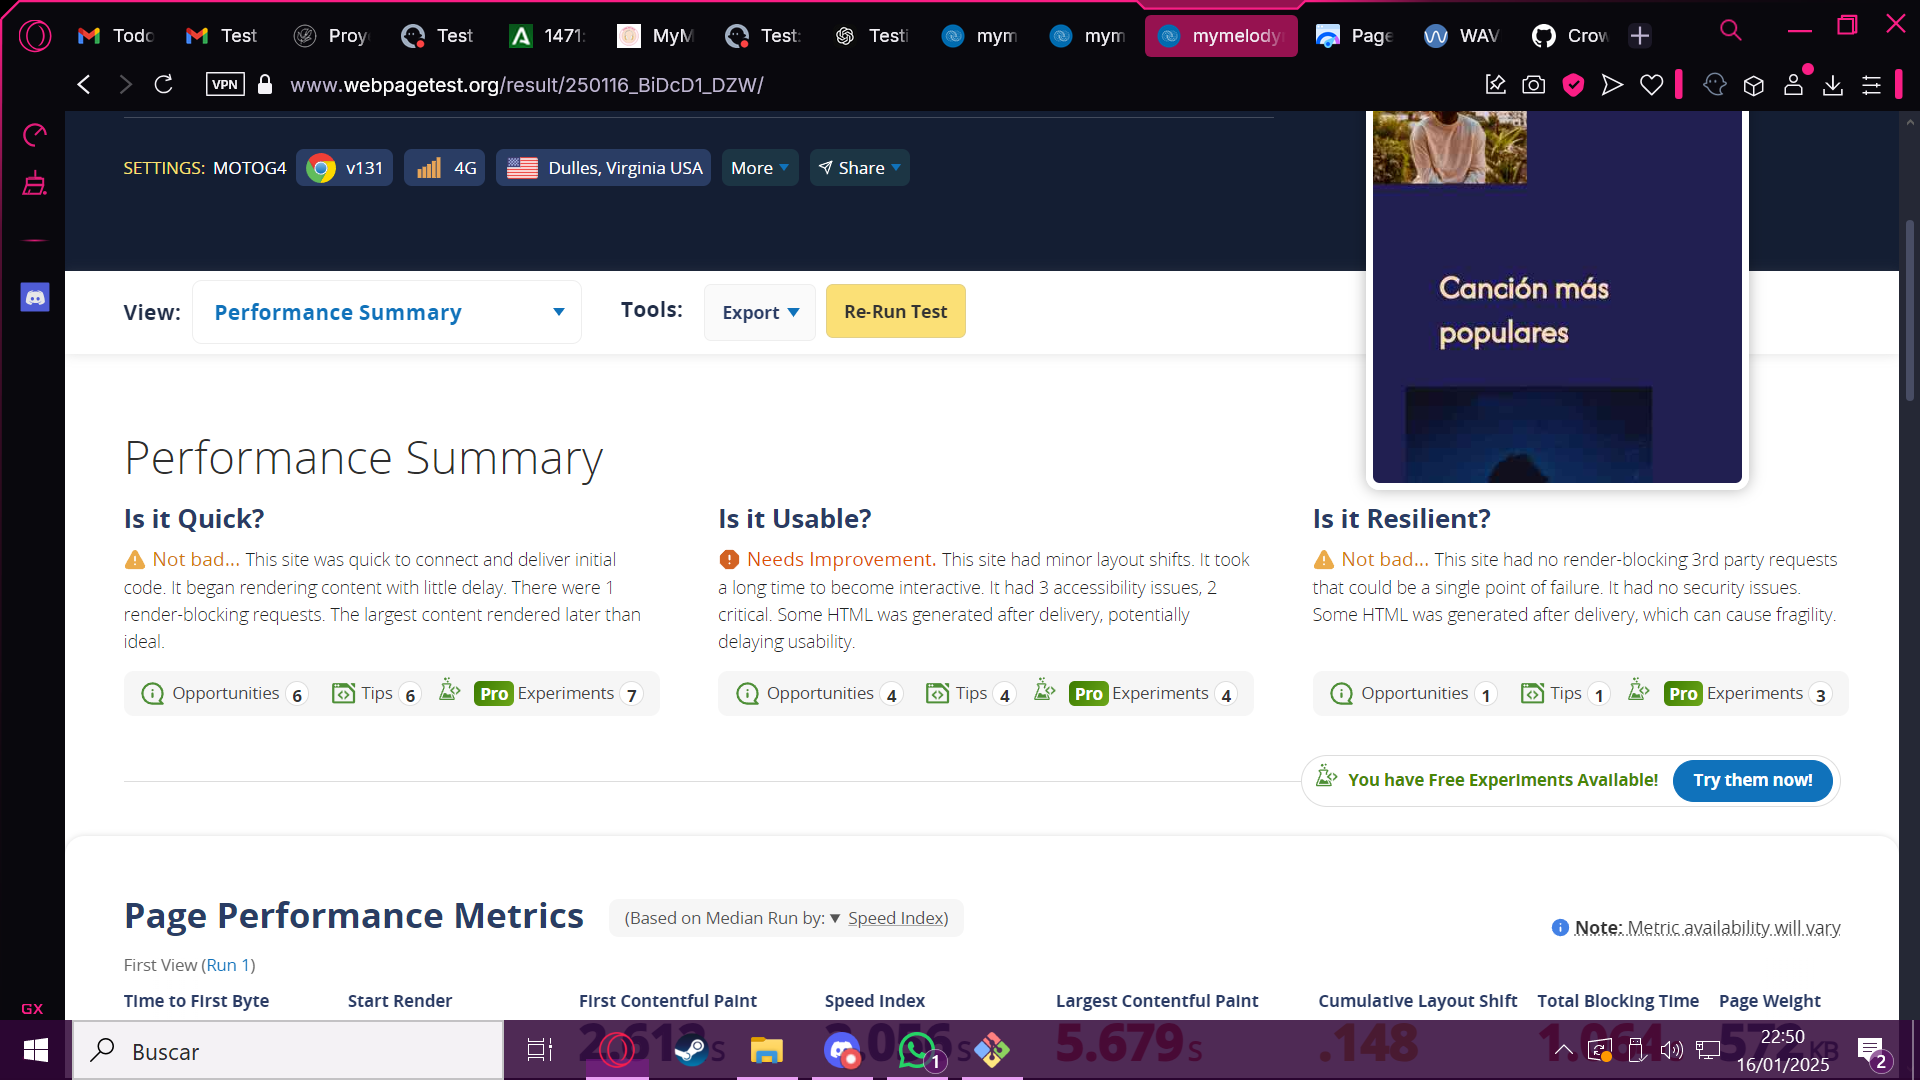 Todo
Test
Proy
Test
1471:
MyM
Test:
Testi
mym
mym
mymelody
Page
WAV
Crow
VPN
www.webpagetest.org/result/250116_BiDcD1_DZW/
SETTINGS: MOTOG4 v131 4G Dulles, Virginia USA More Share
Canción más
populares
View: Performance Summary Tools: Export Re-Run Test
Performance Summary
Is it Quick?
Not bad... This site was quick to connect and deliver initial
code. It began rendering content with little delay. There were 1
render-blocking requests. The largest content rendered later than
ideal.
Opportunities 6 Tips 6 Pro Experiments 7
Is it Usable?
Needs Improvement. This site had minor layout shifts. It took
a long time to become interactive. It had 3 accessibility issues, 2
critical. Some HTML was generated after delivery, potentially
delaying usability.
Opportunities 4 Tips 4 Pro Experiments 4
Is it Resilient?
Not bad... This site had no render-blocking 3rd party requests
that could be a single point of failure. It had no security issues.
Some HTML was generated after delivery, which can cause fragility.
Opportunities 1 Tips 1 Pro Experiments 3
You have Free Experiments Available! Try them now!
Page Performance Metrics (Based on Median Run by: ▼ Speed Index)
Note: Metric availability will vary
First View (Run 1)
Time to First Byte Start Render First Contentful Paint Speed Index Largest Contentful Paint Cumulative Layout Shift Total Blocking Time Page Weight
5.679 s .148
GX
Buscar
1
22:50
16/01/2025
2